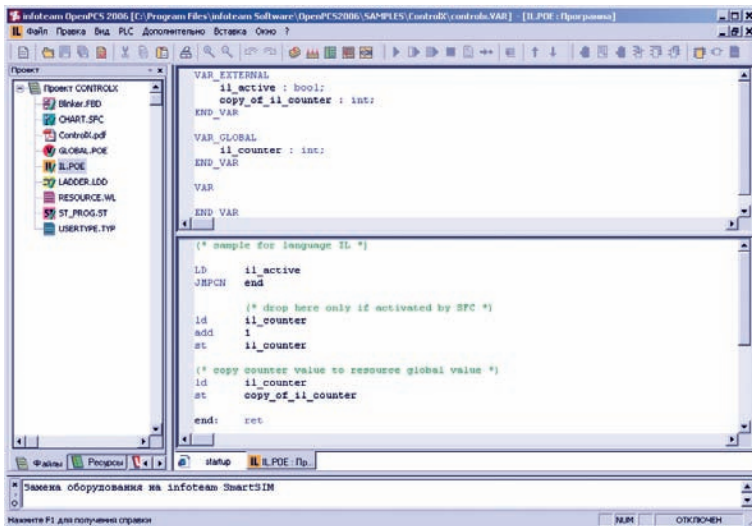 infoteam OpenPCS 2006 [C:\Program Files\infoteam Software\OpenPCS2006\SAMPLES\ControlX\controlx.VAR] - [IL.POE : Программа]
IL Файл Правка Вид PLC Дополнительно Вставка Окно ?
Проект
Проект CONTROLX
Blinker.FBD
CHART.SFC
ControlX.pdf
GLOBAL.POE
IL.POE
LADDER.LDD
RESOURCE.WL
ST_PROG.ST
USERTYPE.TYP
Файлы Ресурсы
VAR_EXTERNAL
il_active : bool;
copy_of_il_counter : int;
END_VAR
VAR_GLOBAL
il_counter : int;
END_VAR
VAR
END_VAR
(* sample for language IL *)
LD il_active
JMPCN end
(* drop here only if activated by SFC *)
ld il_counter
add 1
st il_counter
(* copy counter value to resource global value *)
ld il_counter
st copy_of_il_counter
end: ret
startup IL IL.POE : Пр...
Замена оборудования на infoteam SmartSIM
Нажмите F1 для получения справки NUM ОТКЛЮЧЕН